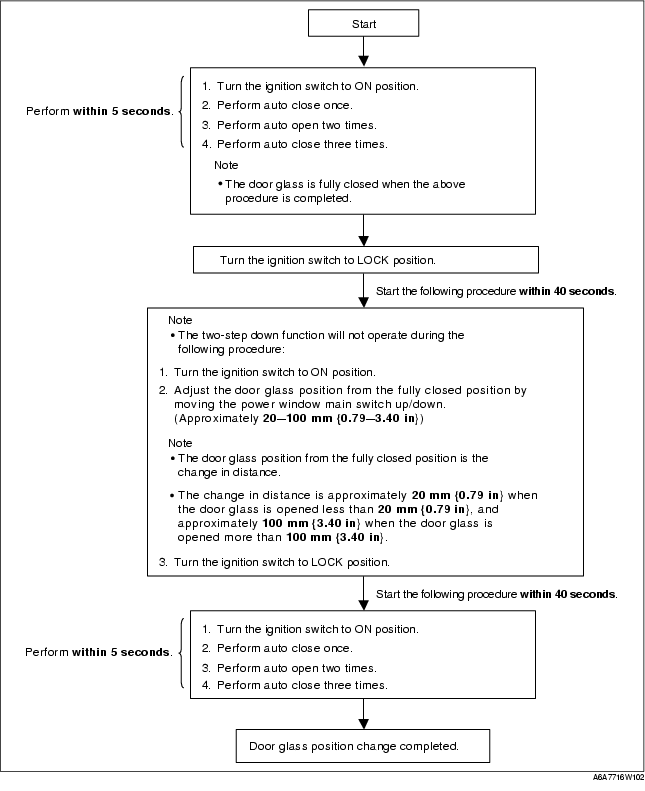 Start
Perform within 5 seconds.
1. Turn the ignition switch to ON position.
2. Perform auto close once.
3. Perform auto open two times.
4. Perform auto close three times.
Note
• The door glass is fully closed when the above
procedure is completed.
Turn the ignition switch to LOCK position.
Start the following procedure within 40 seconds.
Note
• The two-step down function will not operate during the
following procedure:
1. Turn the ignition switch to ON position.
2. Adjust the door glass position from the fully closed position by
moving the power window main switch up/down.
(Approximately 20—100 mm {0.79—3.40 in})
Note
• The door glass position from the fully closed position is the
change in distance.
• The change in distance is approximately 20 mm {0.79 in} when
the door glass is opened less than 20 mm {0.79 in}, and
approximately 100 mm {3.40 in} when the door glass is
opened more than 100 mm {3.40 in}.
3. Turn the ignition switch to LOCK position.
Start the following procedure within 40 seconds.
Perform within 5 seconds.
1. Turn the ignition switch to ON position.
2. Perform auto close once.
3. Perform auto open two times.
4. Perform auto close three times.
Door glass position change completed.
A6A7716W102